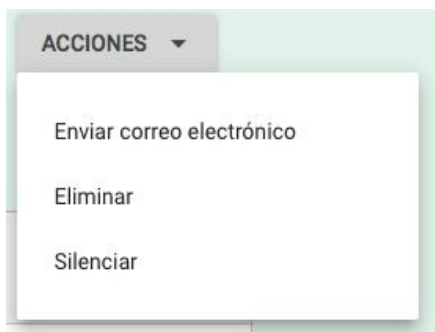 ACCIONES
Enviar correo electrónico
Eliminar
Silenciar